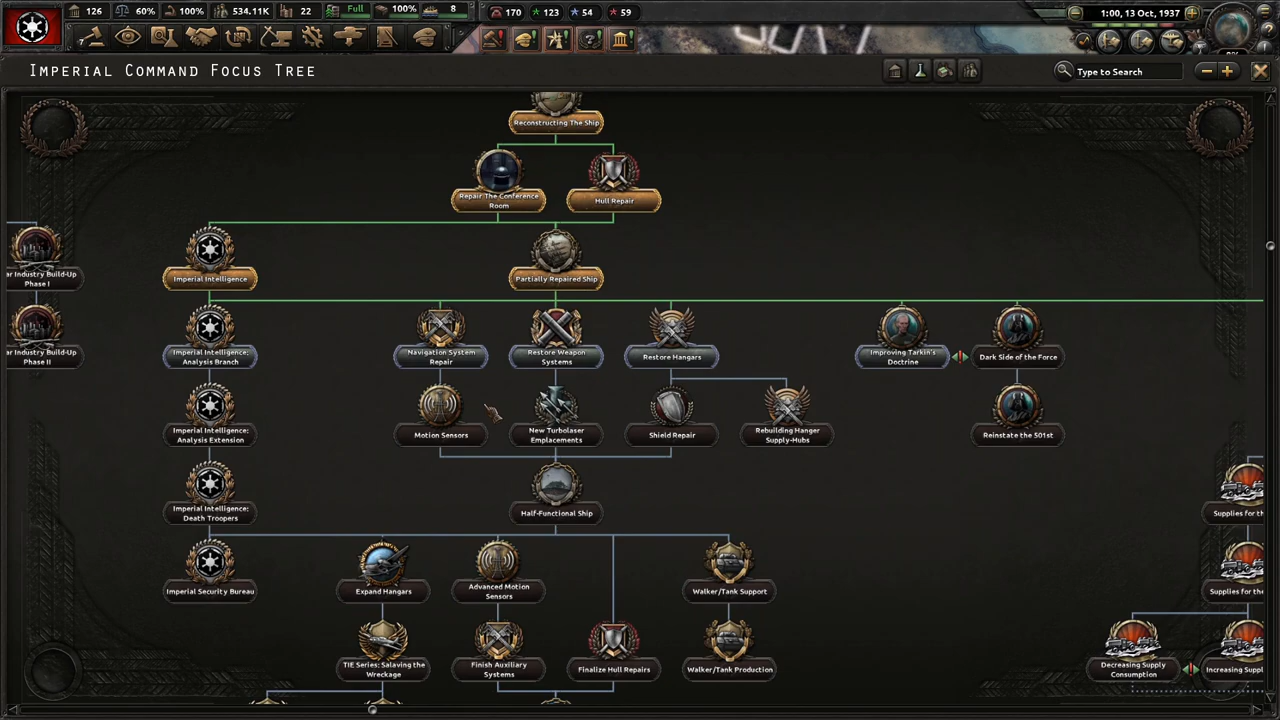 126 60% 100% 534.11K 22 Full 100% 8 170 123 54 59 1:00, 13 Oct, 1937
7
IMPERIAL COMMAND FOCUS TREE
Type to Search
Reconstructing The Ship
Repair The Conference
Room
Hull Repair
ar Industry Build-Up
Phase I
Imperial Intelligence
Partially Repaired Ship
ar Industry Build-Up
Phase II
Imperial Intelligence:
Analysis Branch
Navigation System
Repair
Restore Weapon
Systems
Restore Hangars
Improving Tarkin's
Doctrine
Dark Side of the Force
Imperial Intelligence:
Analysis Extension
Motion Sensors
New Turbolaser
Emplacements
Shield Repair
Rebuilding Hanger
Supply-Hubs
Reinstate the 501st
Imperial Intelligence:
Death Troopers
Half-Functional Ship
Supplies for th
Imperial Security Bureau
Expand Hangars
Advanced Motion
Sensors
Walker/Tank Support
Supplies for the
TIE Series: Salaving the
Wreckage
Finish Auxiliary
Systems
Finalize Hull Repairs
Walker/Tank Production
Decreasing Supply
Consumption
Increasing Suppl